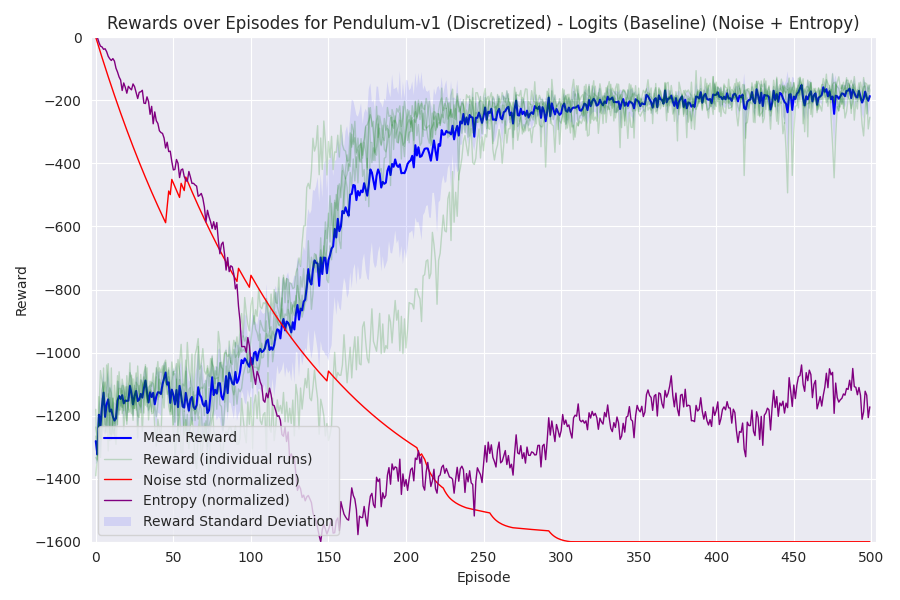 Rewards over Episodes for Pendulum-v1 (Discretized) - Logits (Baseline) (Noise + Entropy)
0
−200
−400
−600
−800
−1000
−1200
−1400
−1600
Reward
Mean Reward
Reward (individual runs)
Noise std (normalized)
Entropy (normalized)
Reward Standard Deviation
0 50 100 150 200 250 300 350 400 450 500
Episode